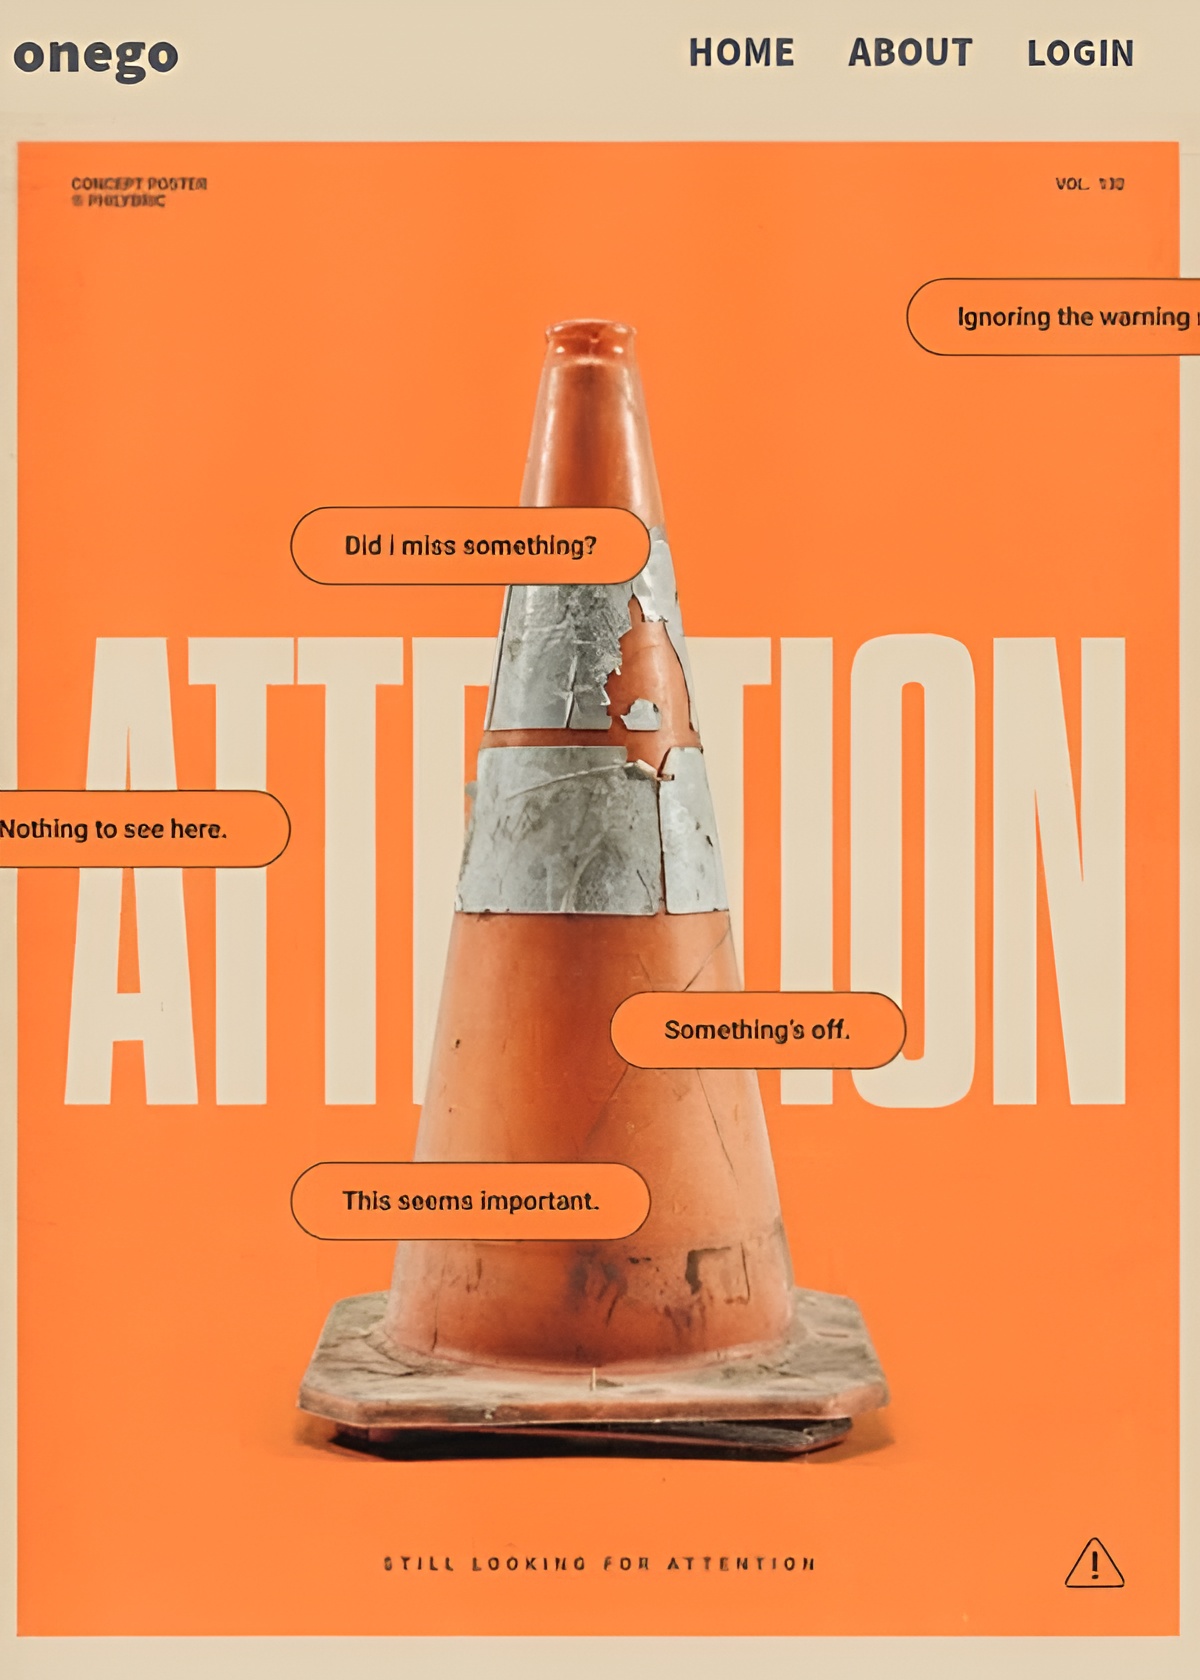 onego
HOME ABOUT LOGIN
CONCEPT POSTER
VOL.
Ignoring the warning
Did i miss something?
ATTENTION
Nothing to see here.
Something's off.
This seems important.
STILL LOOKING FOR ATTENTION
!